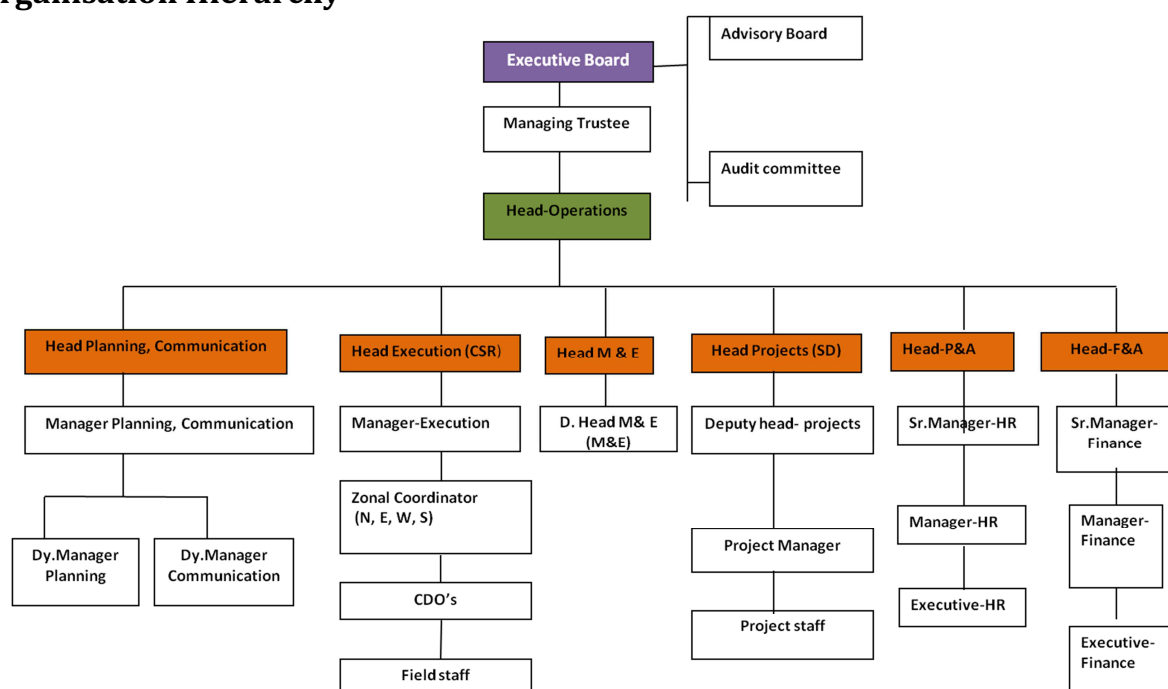 rganisation Hierarchy
Advisory Board
Executive Board
Managing Trustee
Audit committee
Head-Operations
Head Planning, Communication
Head Execution (CSR)
Head M & E
Head Projects (SD)
Head-P&A
Head-F&A
Manager Planning, Communication
Manager-Execution
D. Head M& E
(M&E)
Deputy head- projects
Sr.Manager-HR
Sr.Manager-
Finance
Zonal Coordinator
(N, E, W, S)
Manager-HR
Manager-
Finance
Dy.Manager
Planning
Dy.Manager
Communication
Project Manager
CDO's
Executive-HR
Project staff
Field staff
Executive-
Finance